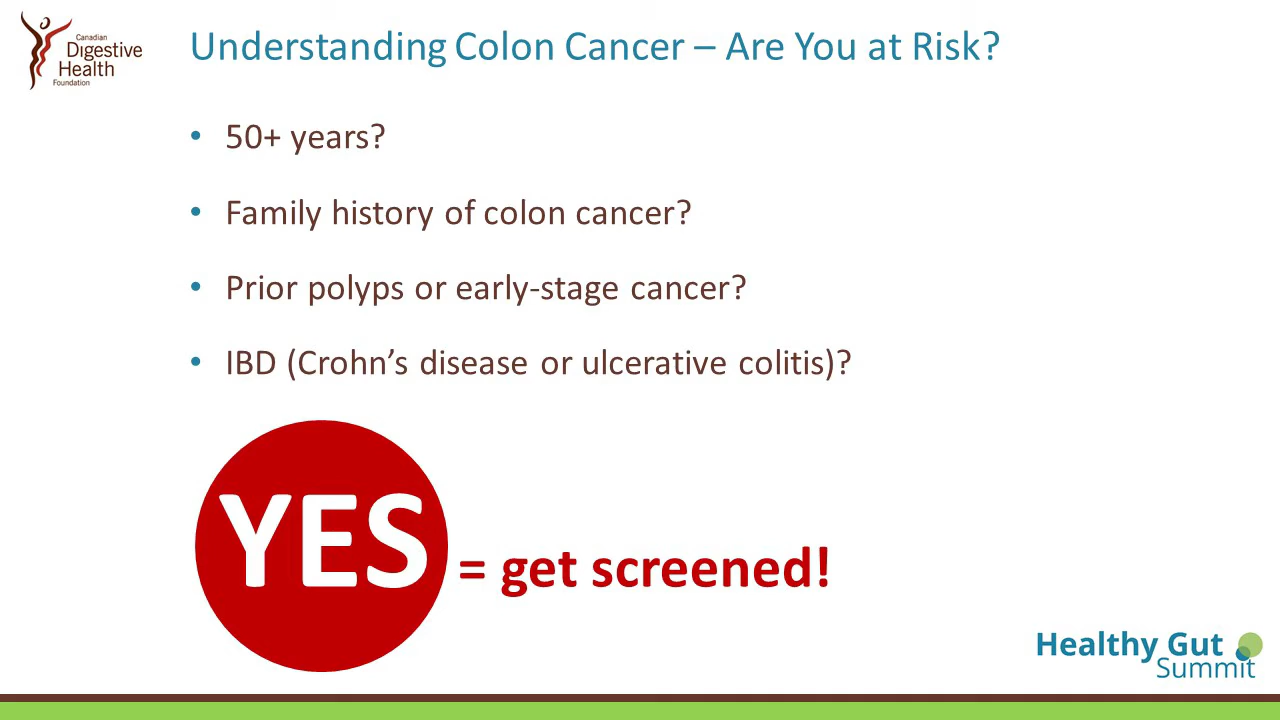 Canadian
Digestive
Health
Foundation
Understanding Colon Cancer – Are You at Risk?
• 50+ years?
• Family history of colon cancer?
• Prior polyps or early-stage cancer?
• IBD (Crohn’s disease or ulcerative colitis)?
YES = get screened!
Healthy Gut
Summit